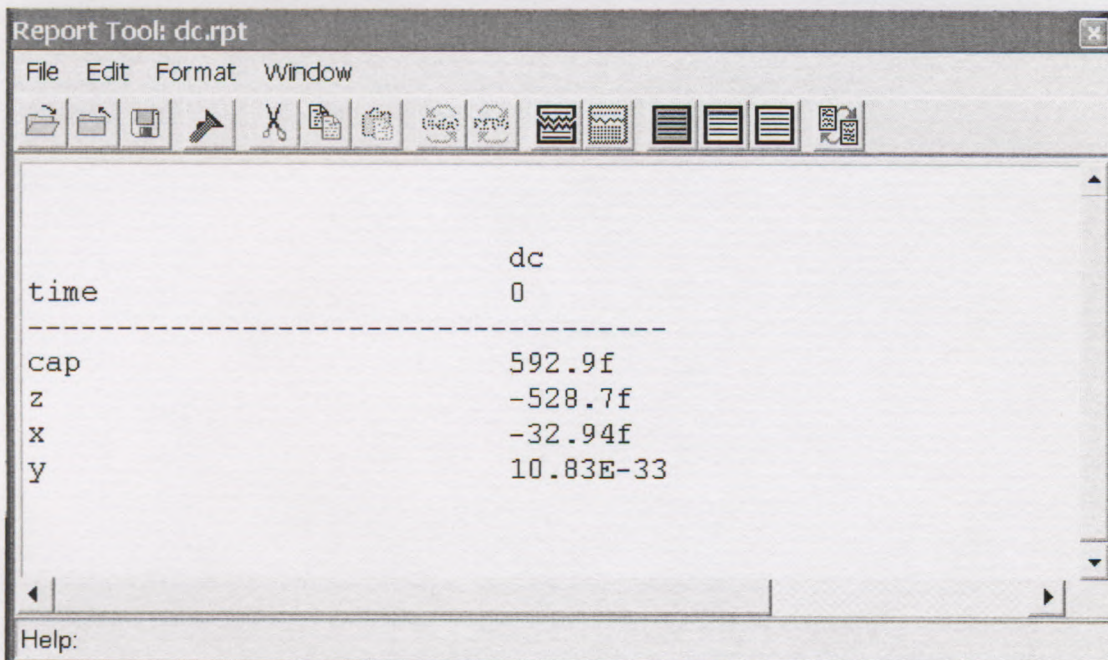 Report Tool: dc.rpt
File Edit Format Window
dc
time 0
--------------------------------------
cap 592.9f
z -528.7f
x -32.94f
y 10.83E-33
Help: